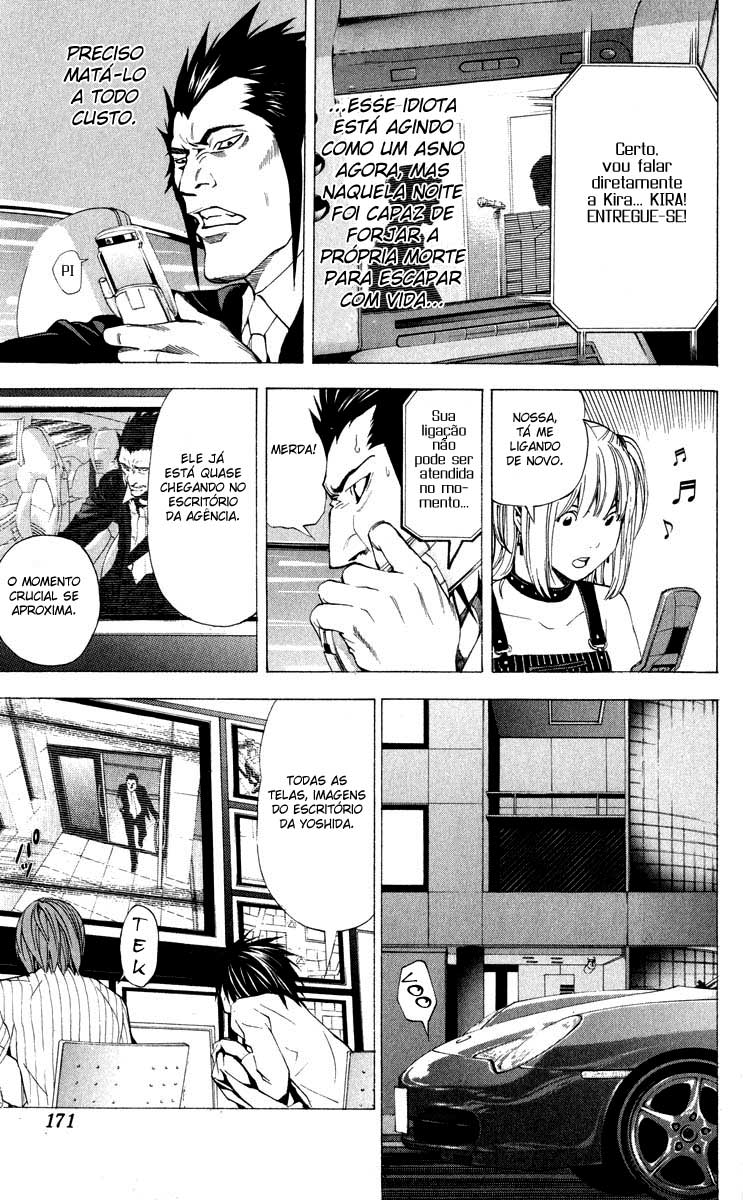 Certo,
vou falar
diretamente
a Kira... KIRA!
ENTREGUE-SE!
...ESSE IDIOTA
ESTÁ AGINDO
COMO UM ASNO
AGORA, MAS
NAQUELA NOITE
FOI CAPAZ DE
FORJAR A
PRÓPRIA MORTE
PARA ESCAPAR
COM VIDA...
PRECISO
MATÁ-LO
A TODO
CUSTO.
PI
NOSSA,
TÁ ME
LIGANDO
DE NOVO.
Sua
ligação
não
pode ser
atendida
no mo-
mento...
MERDA!
ELE JÁ
ESTÁ QUASE
CHEGANDO NO
ESCRITÓRIO
DA AGÊNCIA.
O MOMENTO
CRUCIAL SE
APROXIMA.
VOO
TODAS AS
TELAS, IMAGENS
DO ESCRITÓRIO
DA YOSHIDA.
TEK
171